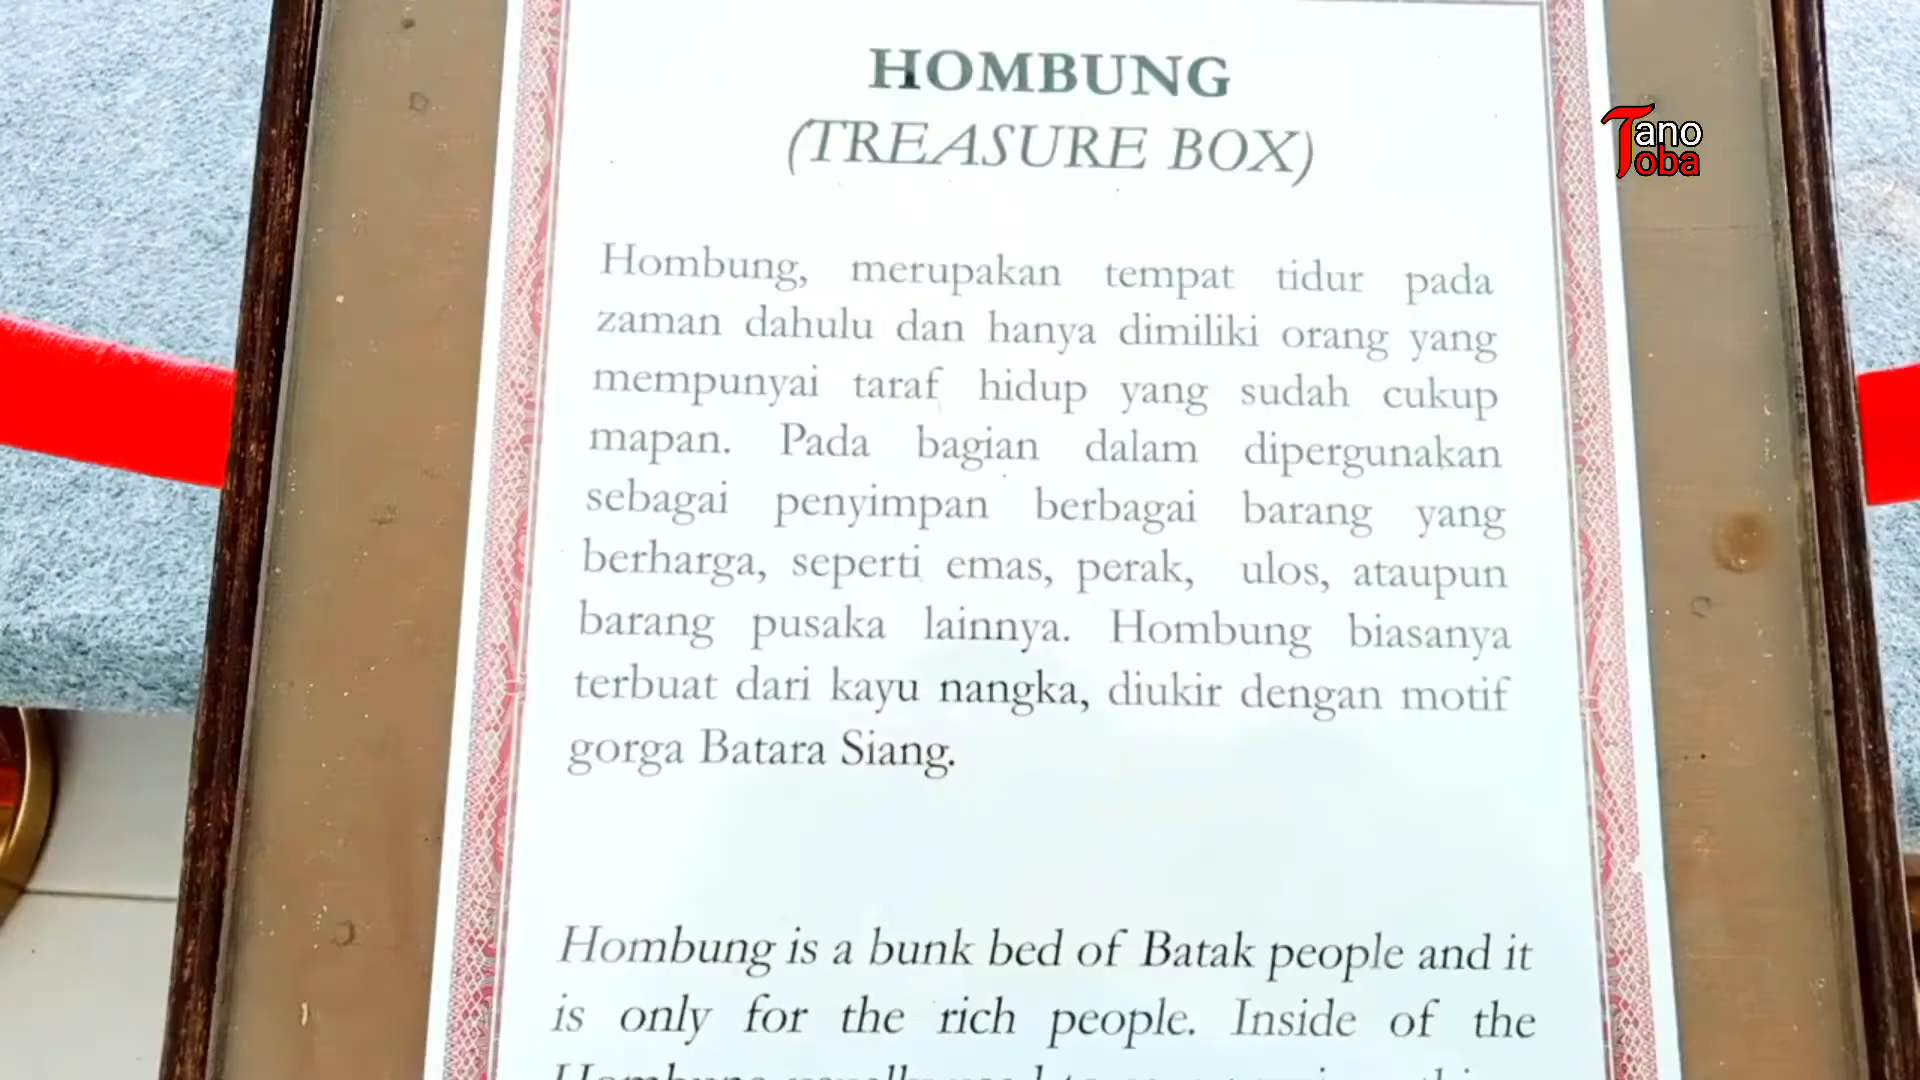 HOMBUNG
(TREASURE BOX)
Tano
Toba
Hombung, merupakan tempat tidur pada
zaman dahulu dan hanya dimiliki orang yang
mempunyai taraf hidup yang sudah cukup
mapan. Pada bagian dalam dipergunakan
sebagai penyimpan berbagai barang yang
berharga, seperti emas, perak, ulos, ataupun
barang pusaka lainnya. Hombung biasanya
terbuat dari kayu nangka, diukir dengan motif
gorga Batara Siang.
Hombung is a bunk bed of Batak people and it
is only for the rich people. Inside of the